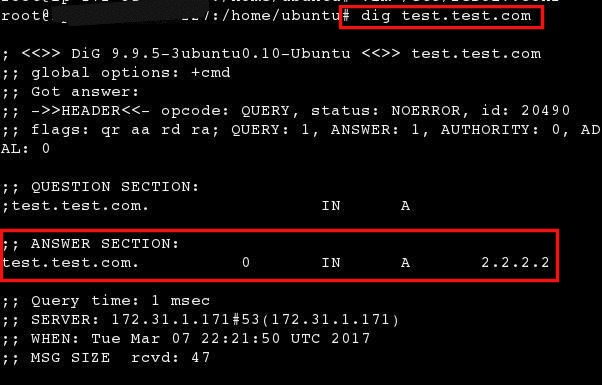 root@ 7:/home/ubuntu# dig test.test.com
; <<>> DiG 9.9.5-3ubuntu0.10-Ubuntu <<>> test.test.com
;; global options: +cmd
;; Got answer:
;; ->>HEADER<<- opcode: QUERY, status: NOERROR, id: 20490
;; flags: qr aa rd ra; QUERY: 1, ANSWER: 1, AUTHORITY: 0, AD
AL: 0
;; QUESTION SECTION:
;test.test.com. IN A
;; ANSWER SECTION:
test.test.com. 0 IN A 2.2.2.2
;; Query time: 1 msec
;; SERVER: 172.31.1.171#53(172.31.1.171)
;; WHEN: Tue Mar 07 22:21:50 UTC 2017
;; MSG SIZE rcvd: 47